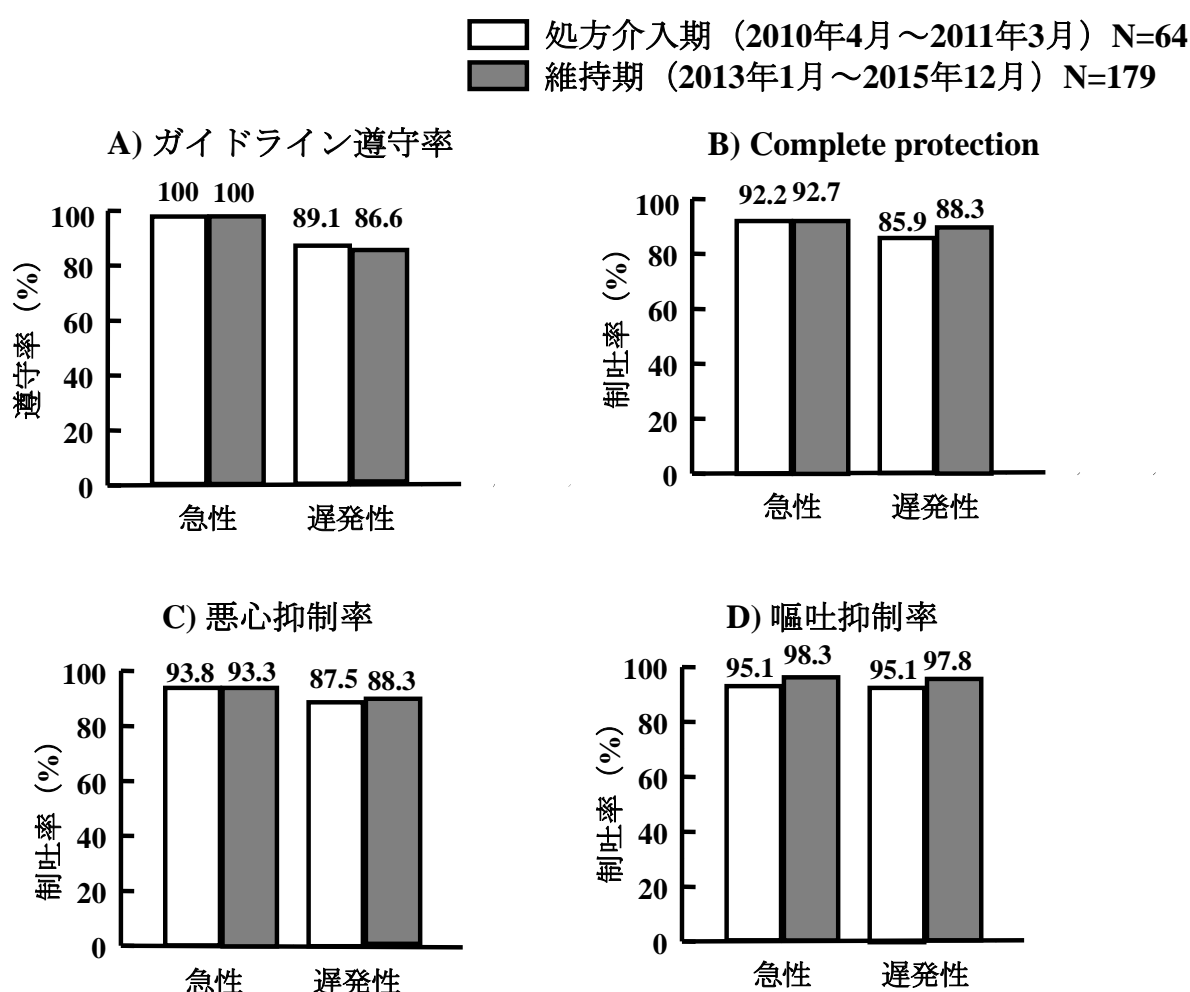 処方介入期（2010年4月～2011年3月）N=64
維持期（2013年1月～2015年12月）N=179
A) ガイドライン遵守率
100 100 89.1 86.6
遵守率（%）
100
80
60
40
20
0
急性 遅発性
B) Complete protection
92.2 92.7 85.9 88.3
制吐率（%）
100
80
60
40
20
0
急性 遅発性
C) 悪心抑制率
93.8 93.3 87.5 88.3
制吐率（%）
100
80
60
40
20
0
急性 遅発性
D) 嘔吐抑制率
95.1 98.3 95.1 97.8
制吐率（%）
100
80
60
40
20
0
急性 遅発性